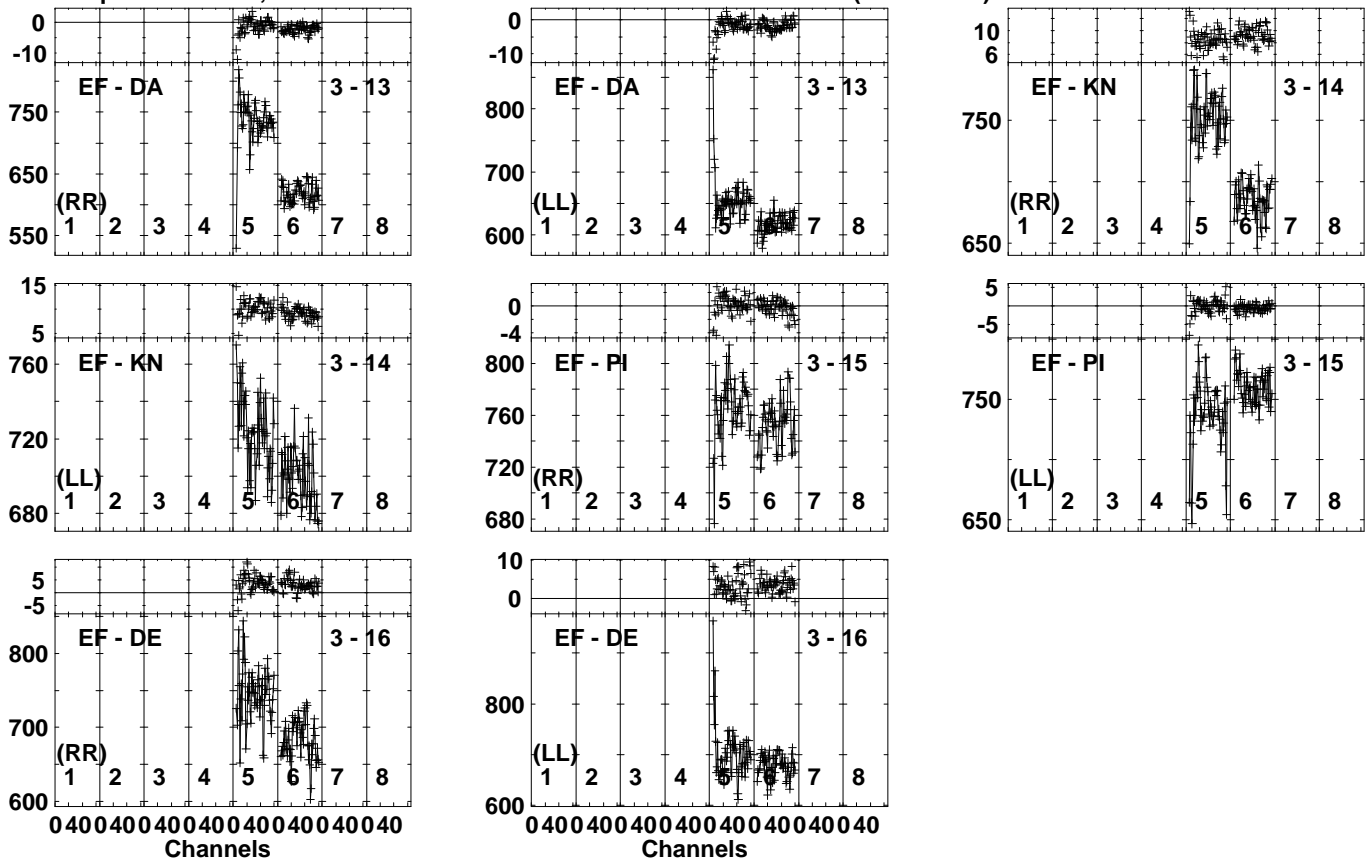 0
-10
EF - DA 3 - 13
750
650
550
(RR)
1 2 3 4 5 6 7 8
0
-10
EF - DA 3 - 13
800
700
600
(LL)
1 2 3 4 5 6 7 8
10
6
EF - KN 3 - 14
750
650
(RR)
1 2 3 4 5 6 7 8
15
5
EF - KN 3 - 14
760
720
680
(LL)
1 2 3 4 5 6 7 8
0
-4
EF - PI 3 - 15
800
760
720
680
(RR)
1 2 3 4 5 6 7 8
5
-5
EF - PI 3 - 15
750
650
(LL)
1 2 3 4 5 6 7 8
5
-5
EF - DE 3 - 16
800
700
600
(RR)
1 2 3 4 5 6 7 8
0 40 0 40 0 40 0 40 0 40 0 40 0 40 0 40
Channels
10
0
EF - DE 3 - 16
800
600
(LL)
1 2 3 4 5 6 7 8
0 40 0 40 0 40 0 40 0 40 0 40 0 40 0 40
Channels